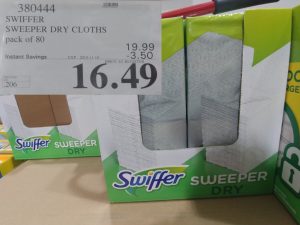 380444
SWIFFER
SWEEPER DRY CLOTHS
pack of 80
19.99
Instant Savings
-3.50
16.49
206
Swiffer
DRY
Swiffer SWEEPER
DRY
SWEEPE